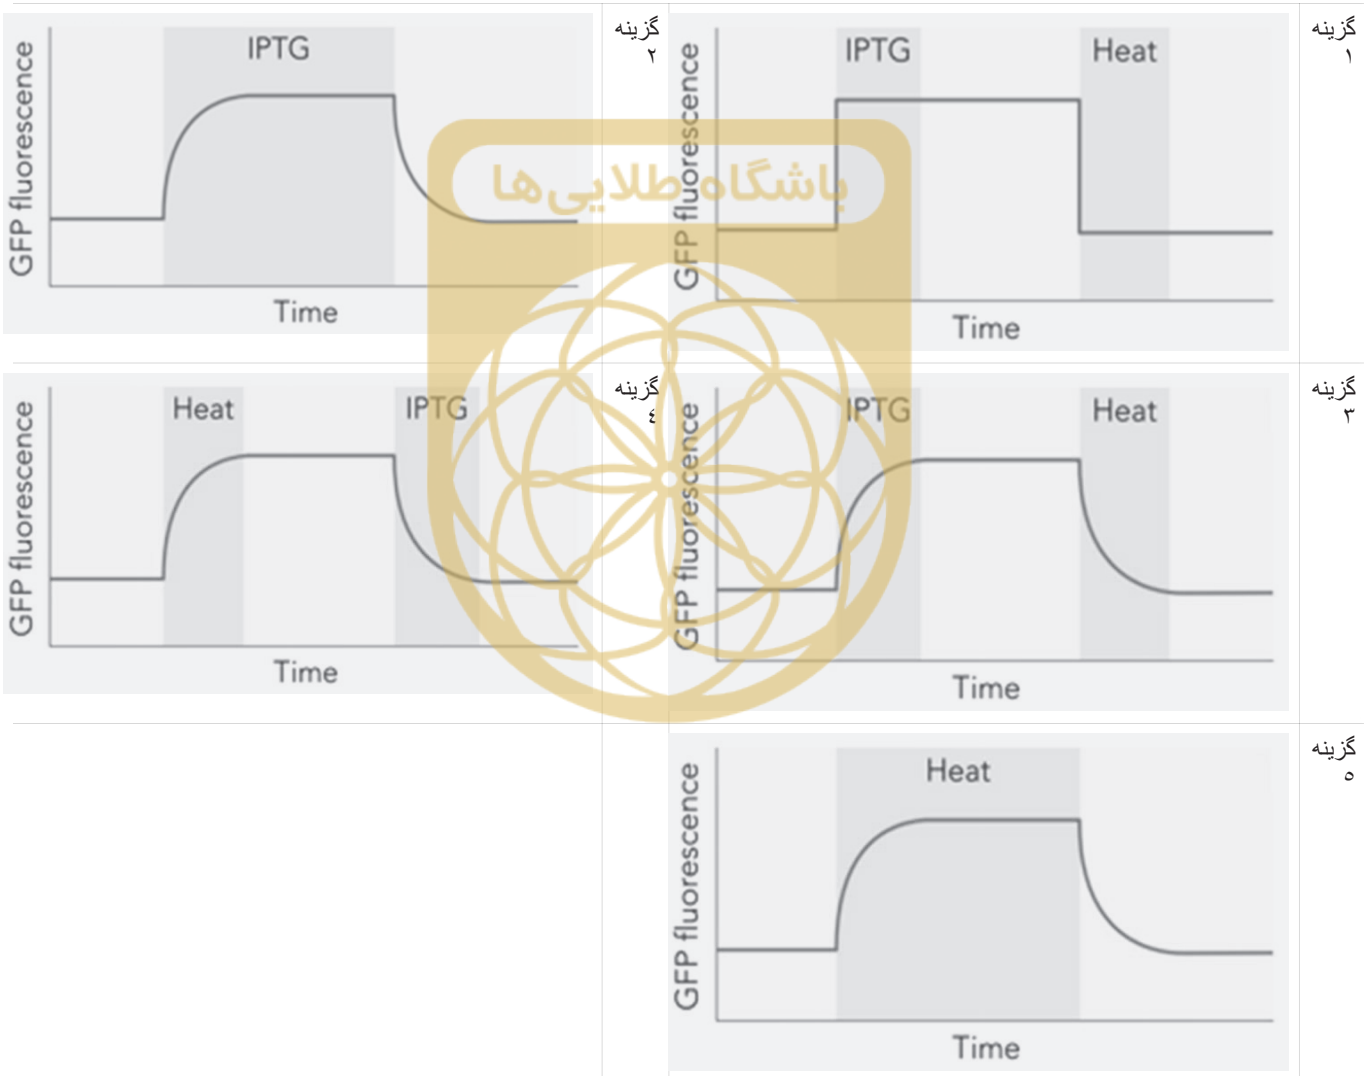 گزینه
۱
IPTG
Heat
GFP fluorescence
Time
گزینه
۲
IPTG
GFP fluorescence
Time
گزینه
۳
IPTG
Heat
GFP fluorescence
Time
گزینه
٤
Heat
IPTG
GFP fluorescence
Time
گزینه
۵
Heat
GFP fluorescence
Time
باشگاه طلایی‌ها